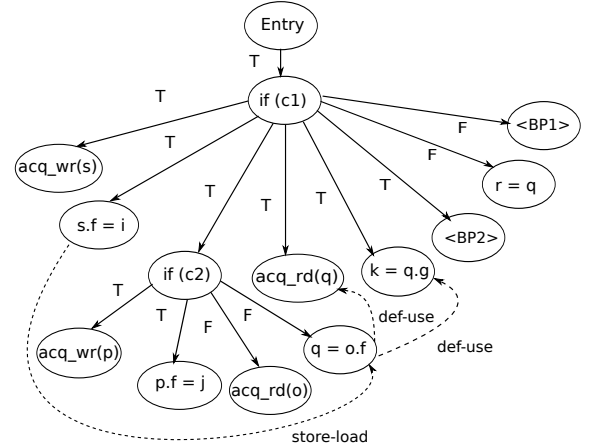 Entry
T
if (c1)
T
F
<BP1>
T
F
acq_wr(s)
T
T
T
T
r = q
s.f = i
<BP2>
if (c2)
acq_rd(q)
k = q.g
T
T
F
F
def-use
acq_wr(p)
q = o.f
def-use
p.f = j
acq_rd(o)
store-load